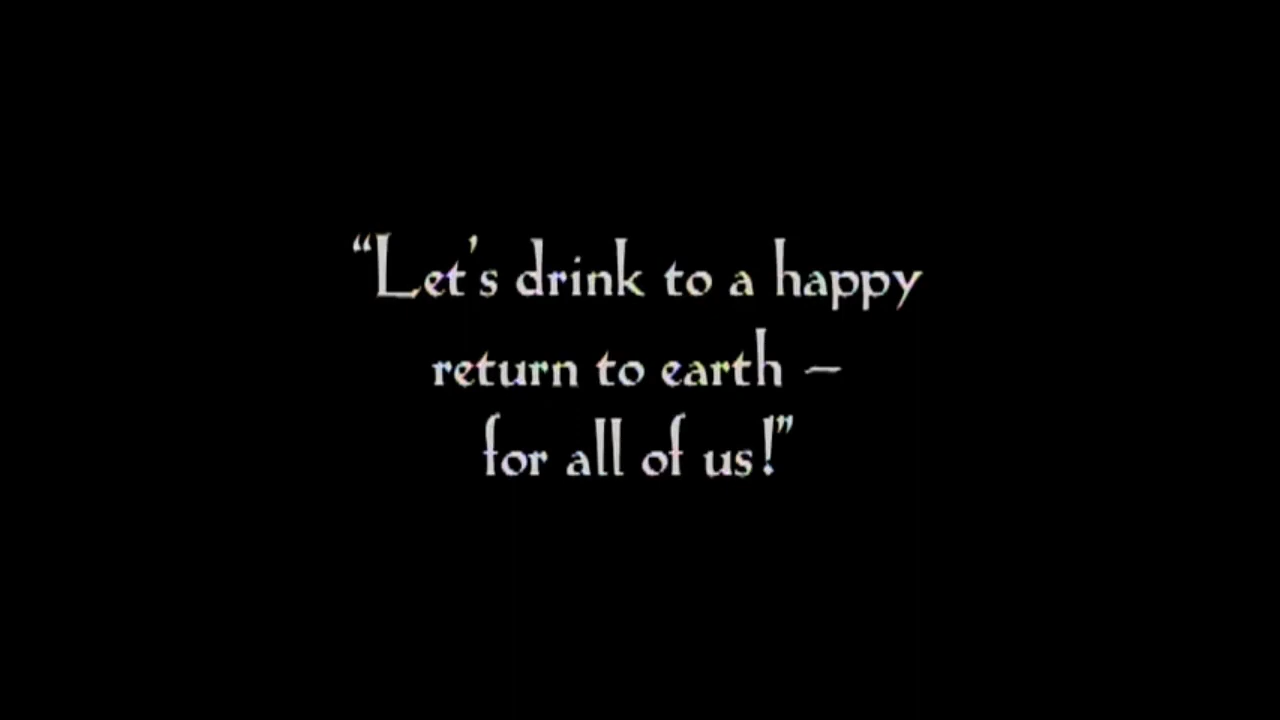 “Let's drink to a happy
return to earth –
for all of us!”